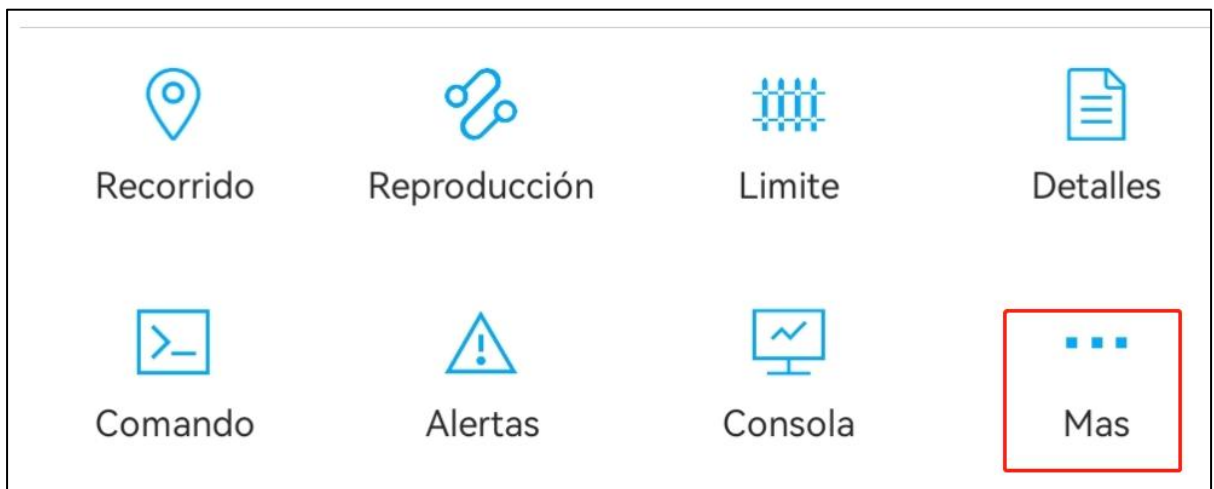 Recorrido Reproducción Limite Detalles
Comando Alertas Consola Mas